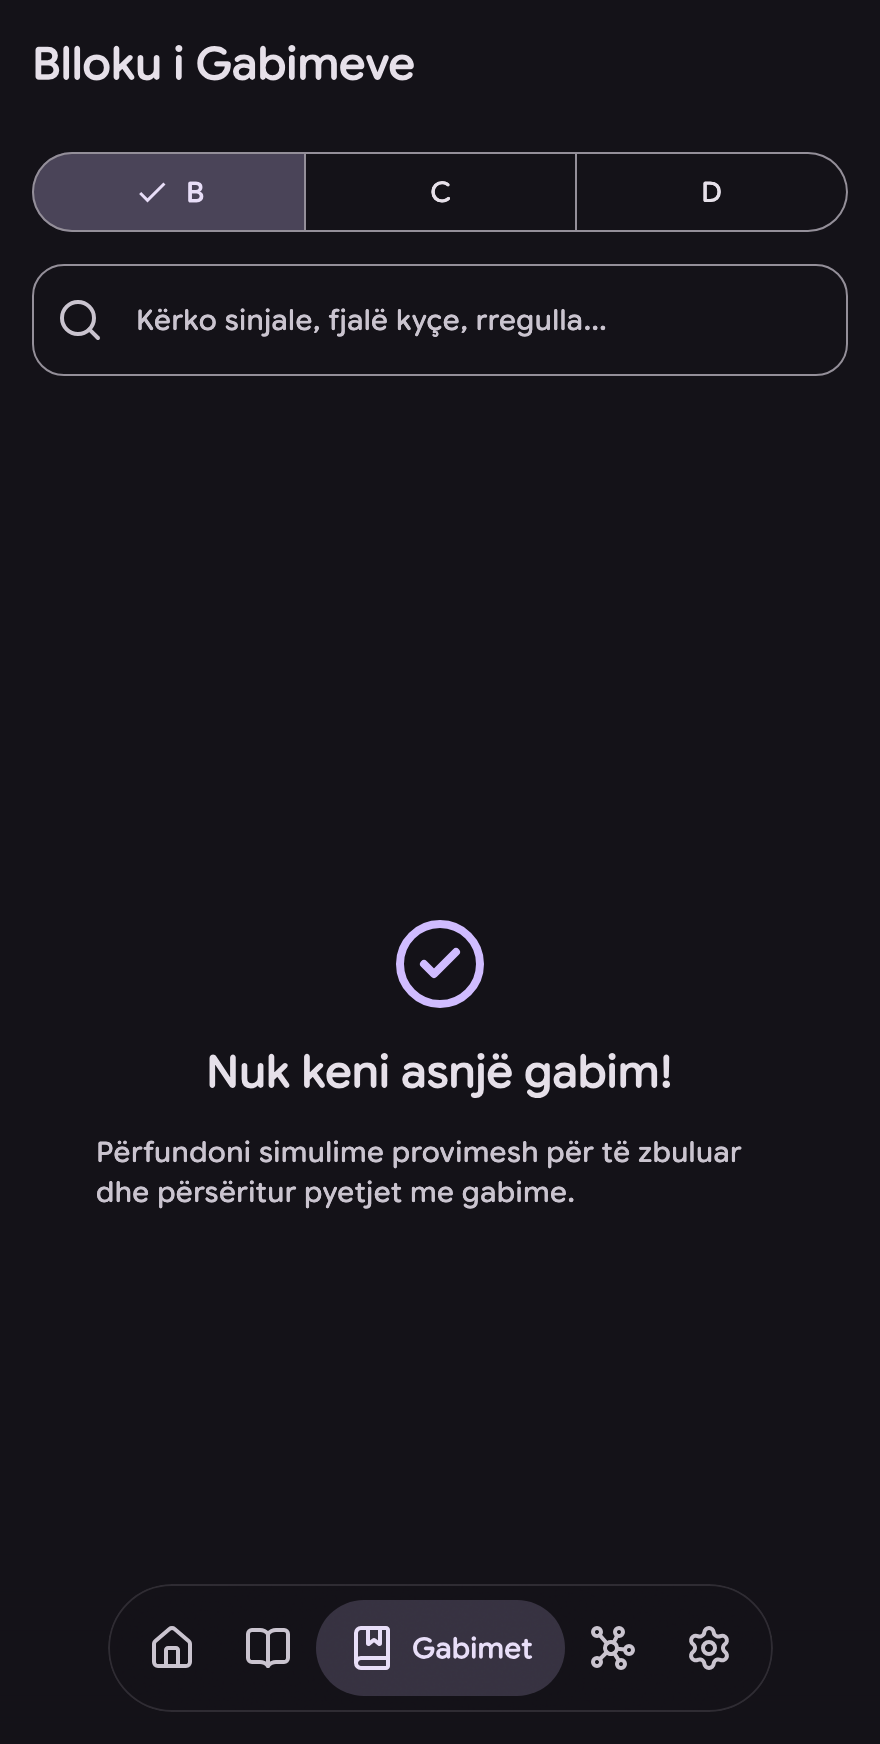 Blloku i Gabimeve
B
C
D
Kërko sinjale, fjalë kyçe, rregulla...
Nuk keni asnjë gabim!
Përfundoni simulime provimesh për të zbuluar
dhe përsëritur pyetjet me gabime.
Gabimet